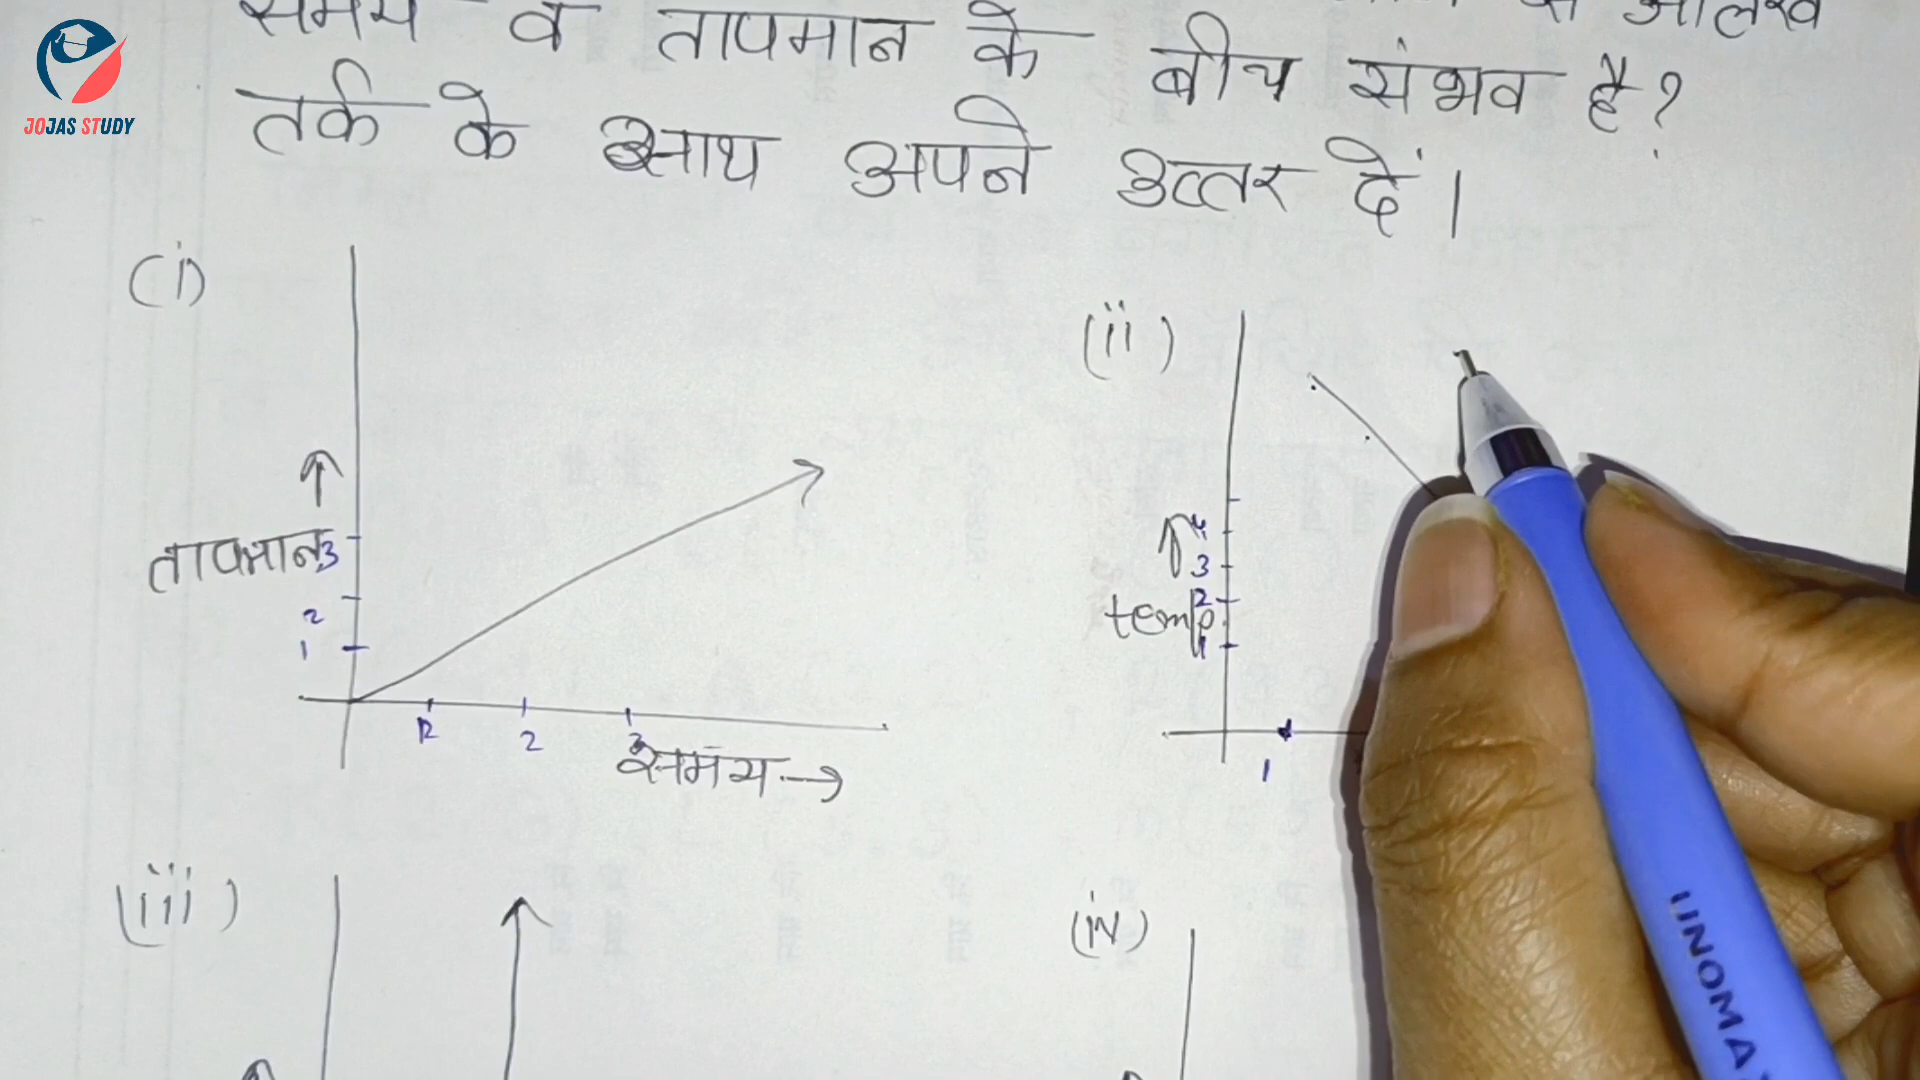 समय व तापमान के बीच संभव है?
तर्क के साथ अपने उत्तर दें।
JOJAS STUDY
(i)
(ii)
तापमान
3
2
1
1
2
3
समय →
4
3
2
1
temp.
1
(iii)
(iv)
UNOMA